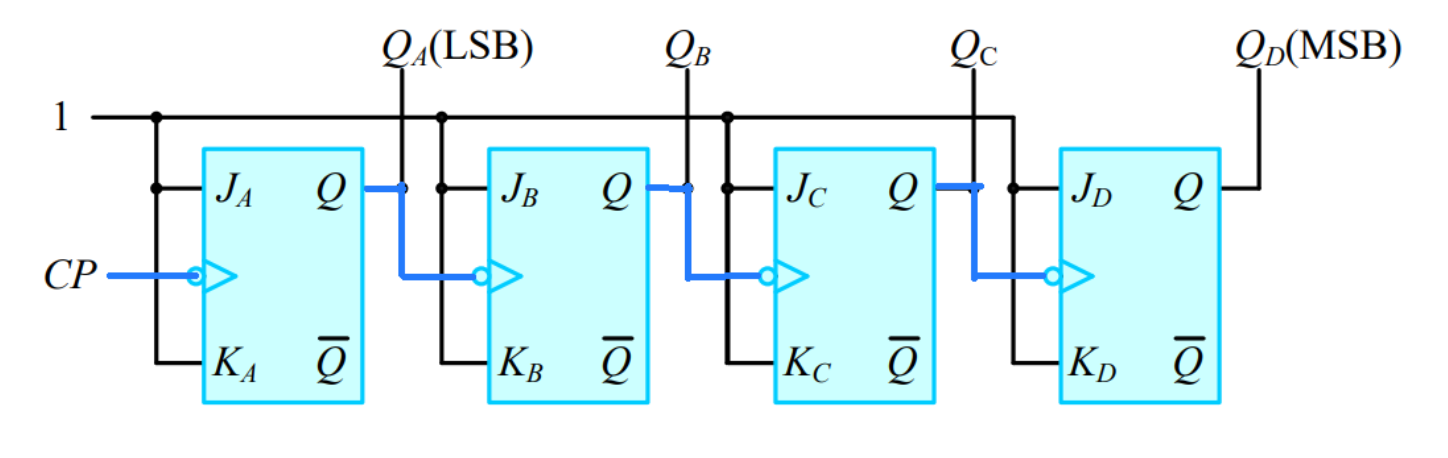 Q_A(LSB) Q_B Q_C Q_D(MSB)
1
J_A Q J_B Q J_C Q J_D Q
CP
K_A Q̅ K_B Q̅ K_C Q̅ K_D Q̅